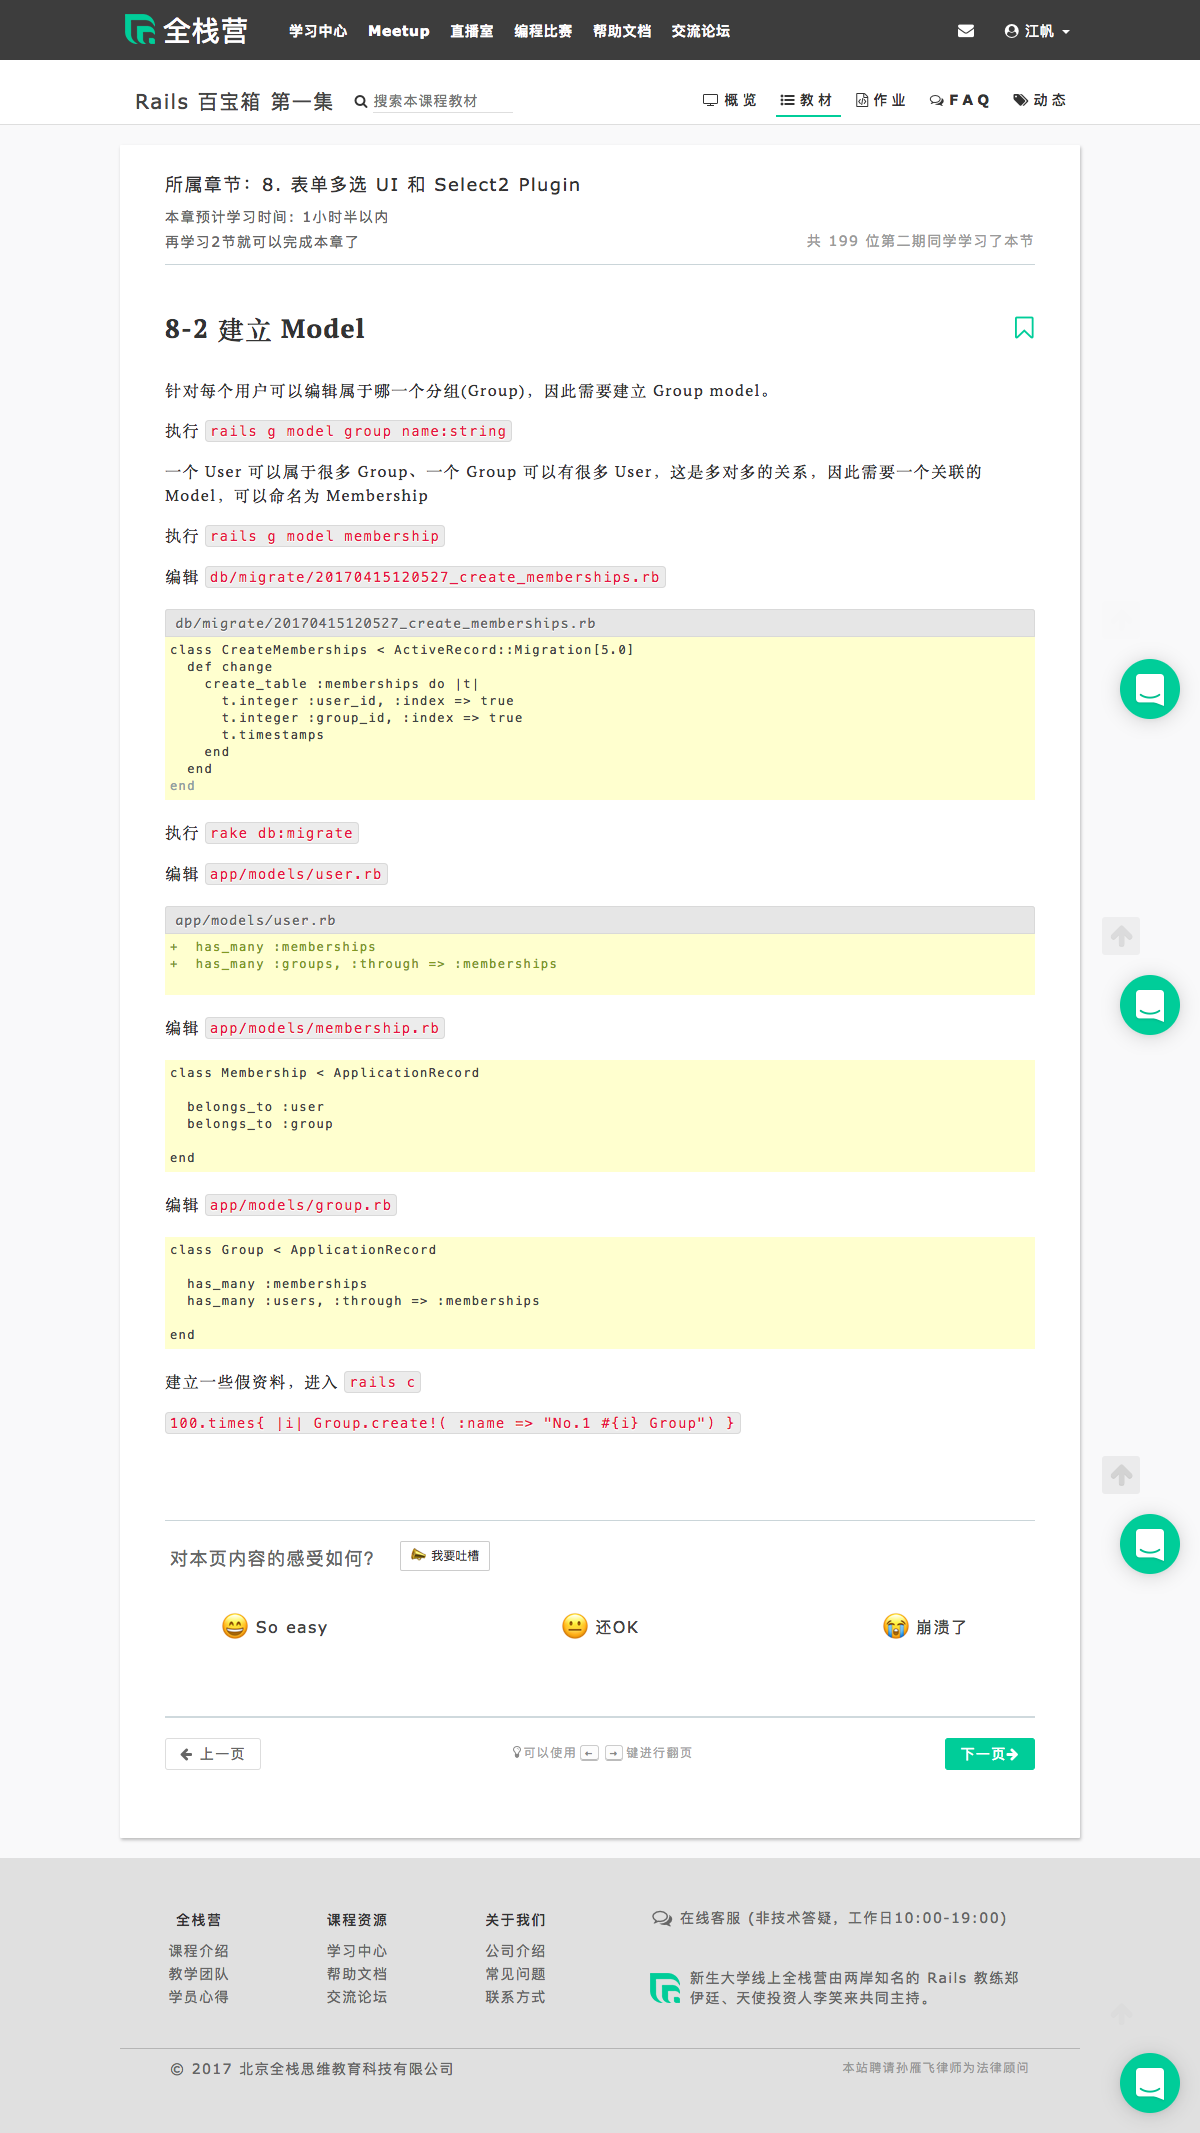 全栈营 学习中心 Meetup 直播室 编程比赛 帮助文档 交流论坛 江帆
Rails 百宝箱 第一集 搜索本课程教材 概览 教材 作业 FAQ 动态
所属章节：8. 表单多选 UI 和 Select2 Plugin
本章预计学习时间：1小时半以内
再学习2节就可以完成本章了
共 199 位第二期同学学习了本节
8-2 建立 Model
针对每个用户可以编辑属于哪一个分组(Group)，因此需要建立 Group model。
执行 rails g model group name:string
一个 User 可以属于很多 Group、一个 Group 可以有很多 User，这是多对多的关系，因此需要一个关联的
Model，可以命名为 Membership
执行 rails g model membership
编辑 db/migrate/20170415120527_create_memberships.rb
db/migrate/20170415120527_create_memberships.rb
class CreateMemberships < ActiveRecord::Migration[5.0]
  def change
    create_table :memberships do |t|
      t.integer :user_id, :index => true
      t.integer :group_id, :index => true
      t.timestamps
    end
  end
end
执行 rake db:migrate
编辑 app/models/user.rb
app/models/user.rb
+  has_many :memberships
+  has_many :groups, :through => :memberships
编辑 app/models/membership.rb
class Membership < ApplicationRecord
  belongs_to :user
  belongs_to :group
end
编辑 app/models/group.rb
class Group < ApplicationRecord
  has_many :memberships
  has_many :users, :through => :memberships
end
建立一些假资料，进入 rails c
100.times{ |i| Group.create!( :name => "No.1 #{i} Group") }
对本页内容的感受如何? 我要吐槽
So easy 还OK 崩溃了
上一页 可以使用 ← → 键进行翻页 下一页
全栈营 课程资源 关于我们 在线客服 (非技术答疑，工作日10:00-19:00)
课程介绍 学习中心 公司介绍
教学团队 帮助文档 常见问题
学员心得 交流论坛 联系方式
新生大学线上全栈营由两岸知名的 Rails 教练郑
伊廷、天使投资人李笑来共同主持。
© 2017 北京全栈思维教育科技有限公司 本站聘请孙雁飞律师为法律顾问